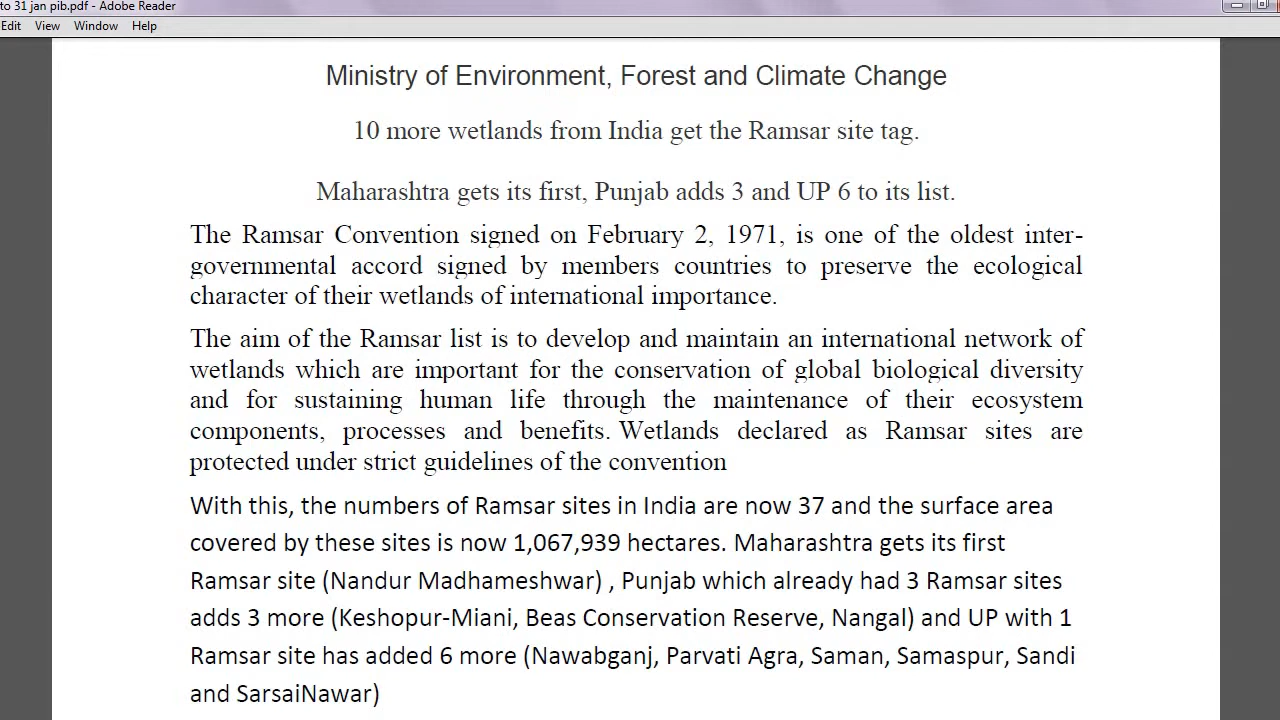 to 31 jan pib.pdf - Adobe Reader
Edit View Window Help
Ministry of Environment, Forest and Climate Change
10 more wetlands from India get the Ramsar site tag.
Maharashtra gets its first, Punjab adds 3 and UP 6 to its list.
The Ramsar Convention signed on February 2, 1971, is one of the oldest inter-
governmental accord signed by members countries to preserve the ecological
character of their wetlands of international importance.
The aim of the Ramsar list is to develop and maintain an international network of
wetlands which are important for the conservation of global biological diversity
and for sustaining human life through the maintenance of their ecosystem
components, processes and benefits. Wetlands declared as Ramsar sites are
protected under strict guidelines of the convention
With this, the numbers of Ramsar sites in India are now 37 and the surface area
covered by these sites is now 1,067,939 hectares. Maharashtra gets its first
Ramsar site (Nandur Madhameshwar) , Punjab which already had 3 Ramsar sites
adds 3 more (Keshopur-Miani, Beas Conservation Reserve, Nangal) and UP with 1
Ramsar site has added 6 more (Nawabganj, Parvati Agra, Saman, Samaspur, Sandi
and SarsaiNawar)